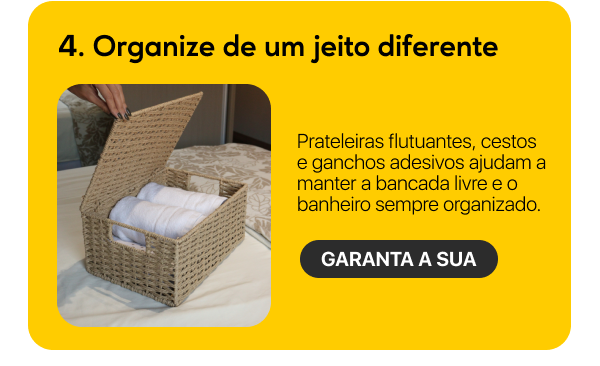 4. Organize de um jeito diferente
Prateleiras flutuantes, cestos
e ganchos adesivos ajudam a
manter a bancada livre e o
banheiro sempre organizado.
GARANTA A SUA